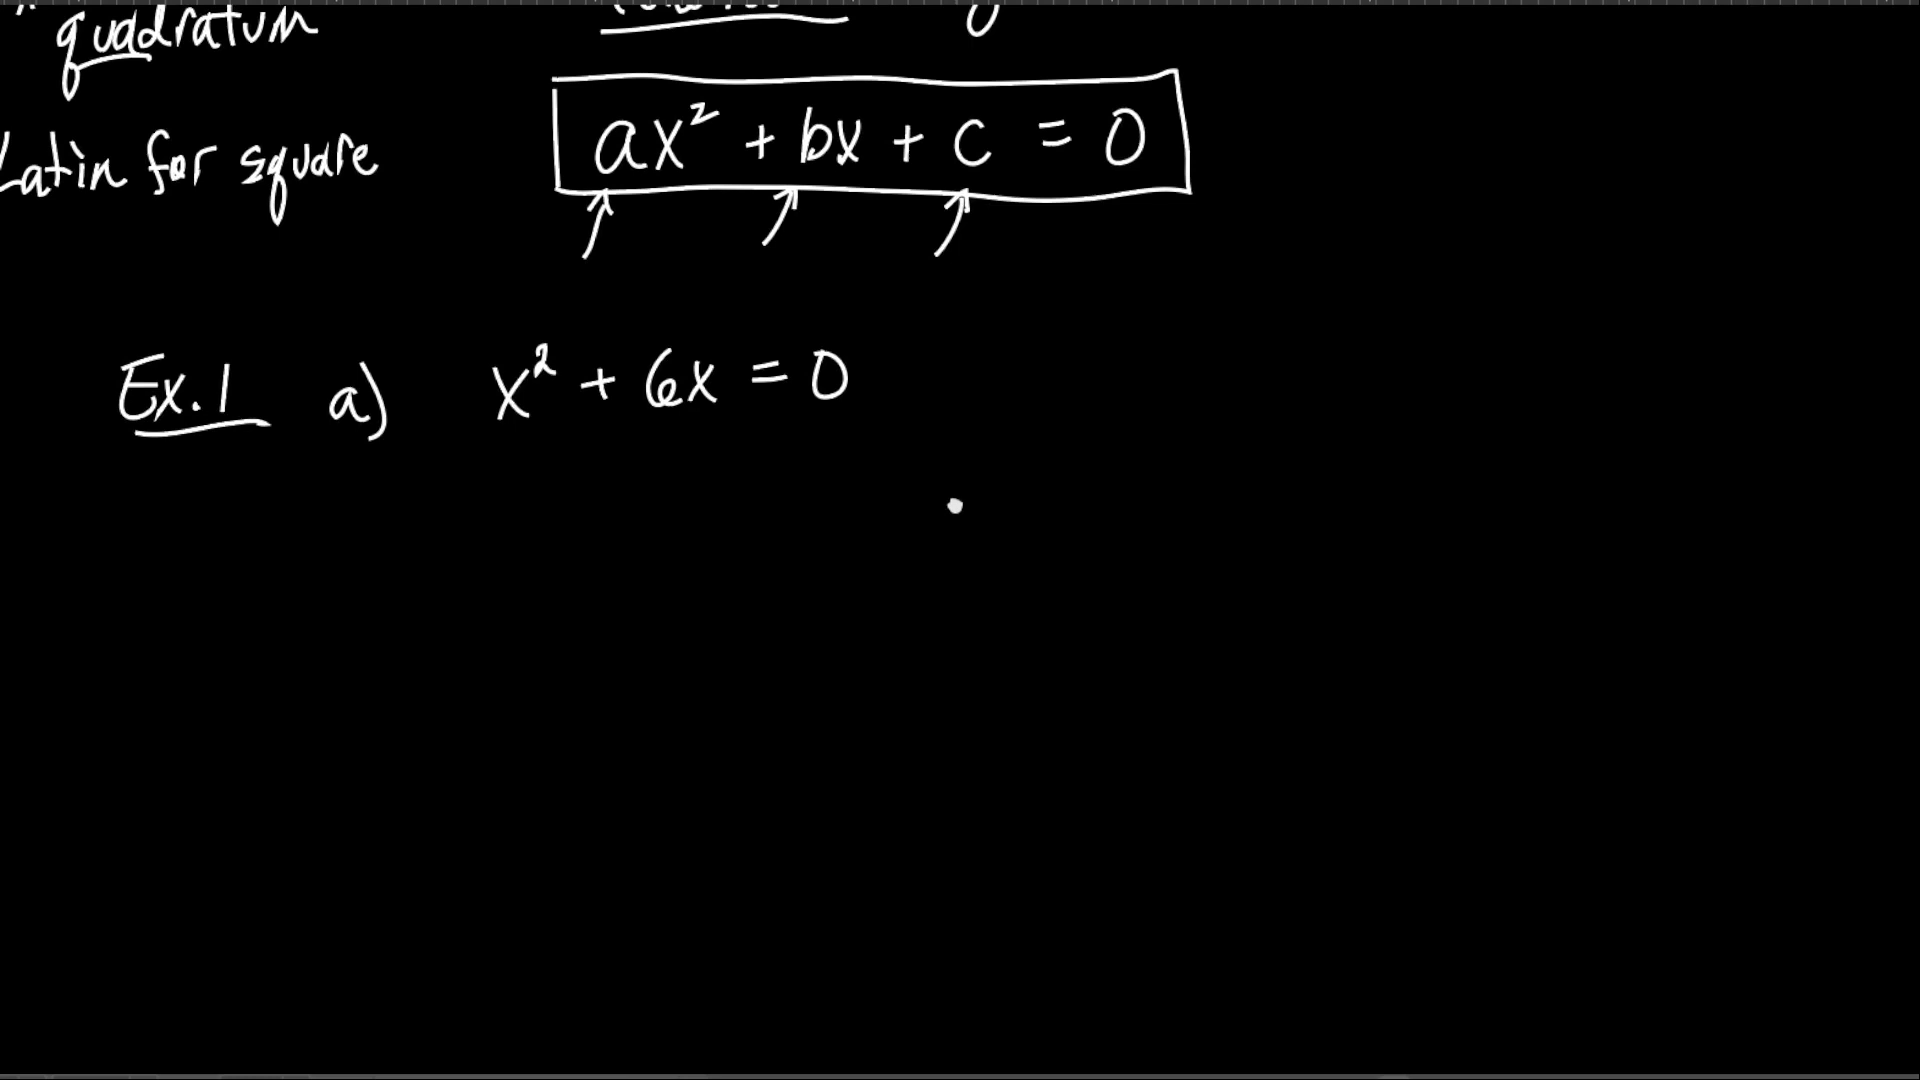 quadratum
Latin for square
ax² + bx + c = 0
Ex. 1 a) x² + 6x = 0